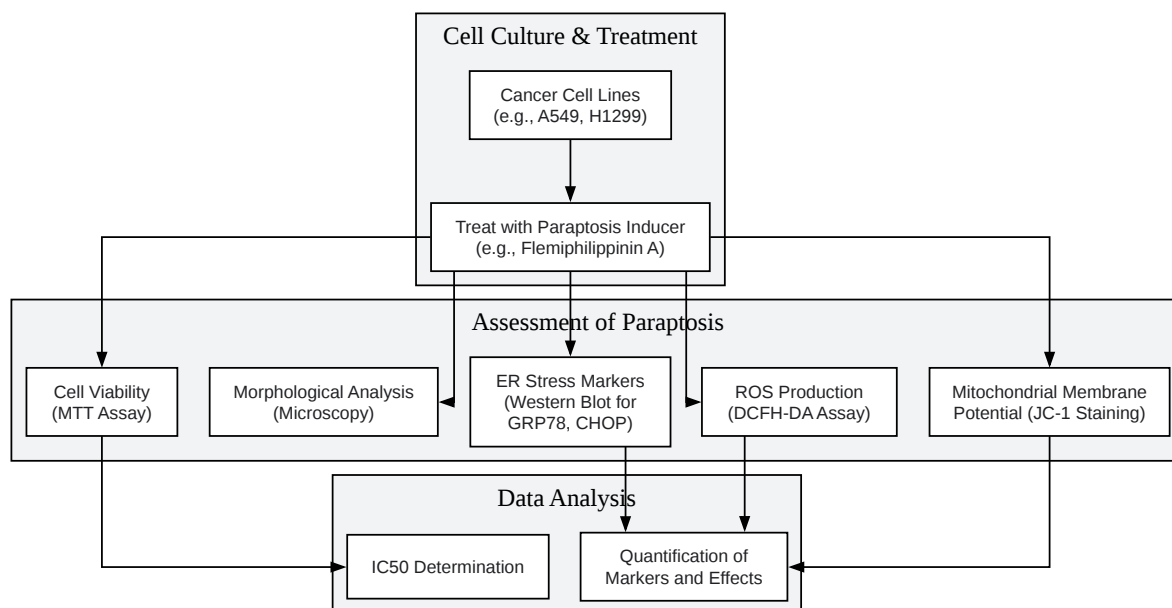 Cell Culture & Treatment
Cancer Cell Lines
(e.g., A549, H1299)
Treat with Paraptosis Inducer
(e.g., Flemiphilippinin A)
Assessment of Paraptosis
Cell Viability
(MTT Assay)
Morphological Analysis
(Microscopy)
ER Stress Markers
(Western Blot for
GRP78, CHOP)
ROS Production
(DCFH-DA Assay)
Mitochondrial Membrane
Potential (JC-1 Staining)
Data Analysis
IC50 Determination
Quantification of
Markers and Effects